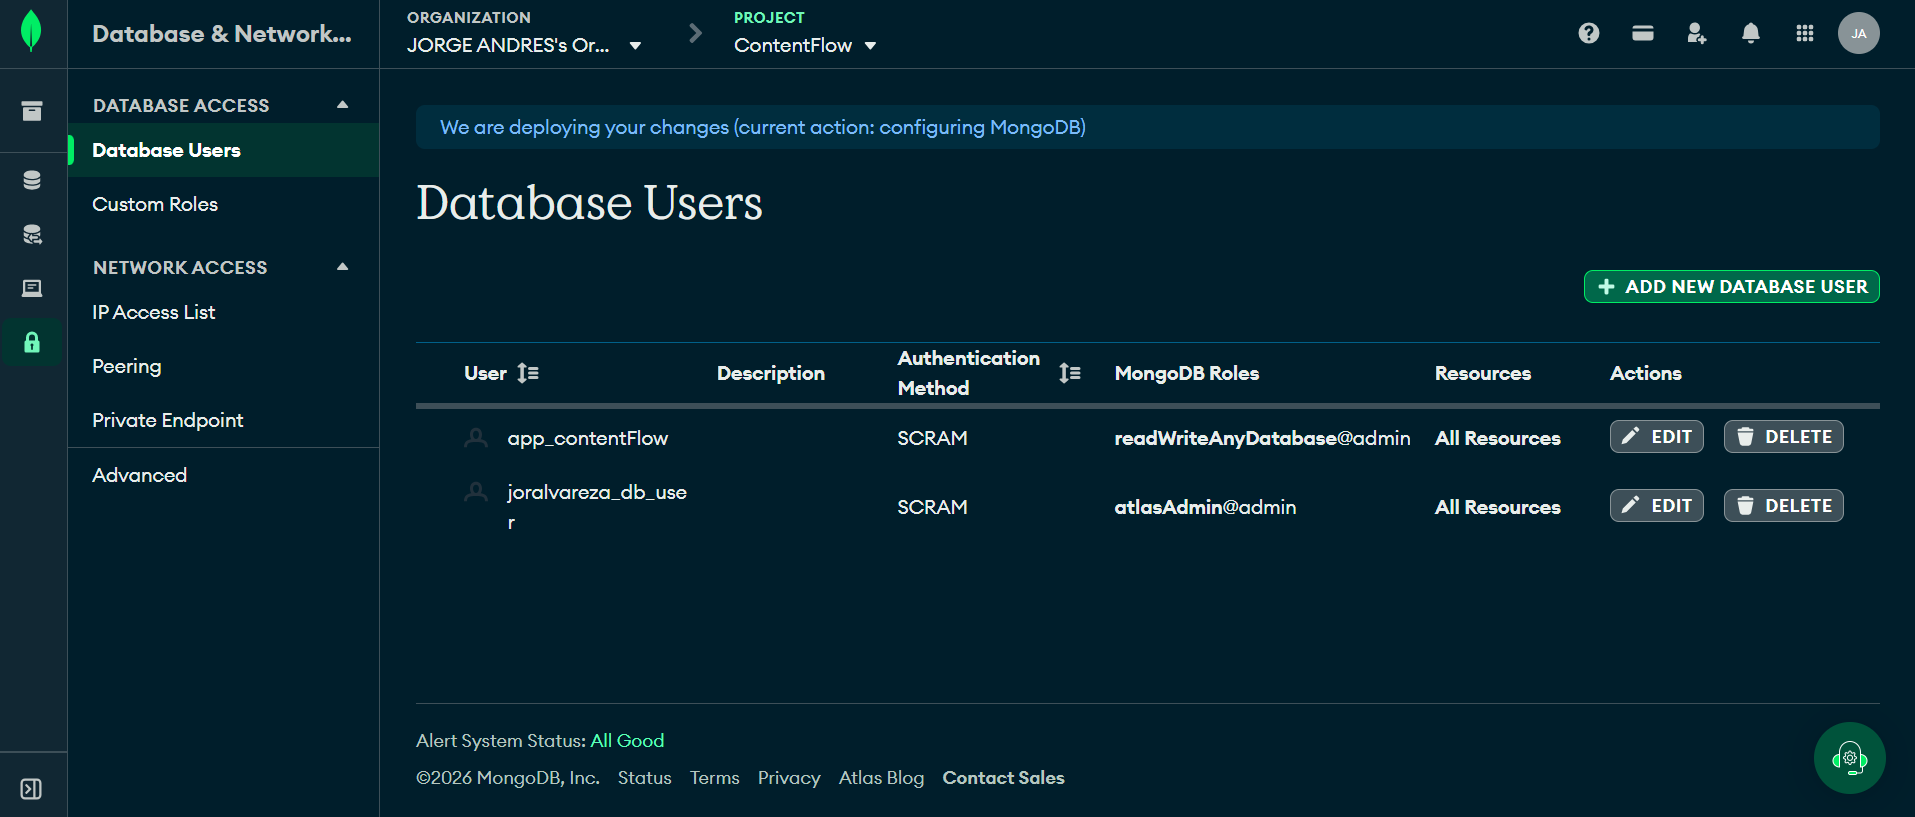 Database & Network...
ORGANIZATION
JORGE ANDRES's Or...
PROJECT
ContentFlow
JA
DATABASE ACCESS
Database Users
Custom Roles
NETWORK ACCESS
IP Access List
Peering
Private Endpoint
Advanced
We are deploying your changes (current action: configuring MongoDB)
Database Users
ADD NEW DATABASE USER
User
Description
Authentication
Method
MongoDB Roles
Resources
Actions
app_contentFlow
SCRAM
readWriteAnyDatabase@admin
All Resources
EDIT
DELETE
joralvareza_db_use
r
SCRAM
atlasAdmin@admin
All Resources
EDIT
DELETE
Alert System Status: All Good
©2026 MongoDB, Inc. Status Terms Privacy Atlas Blog Contact Sales